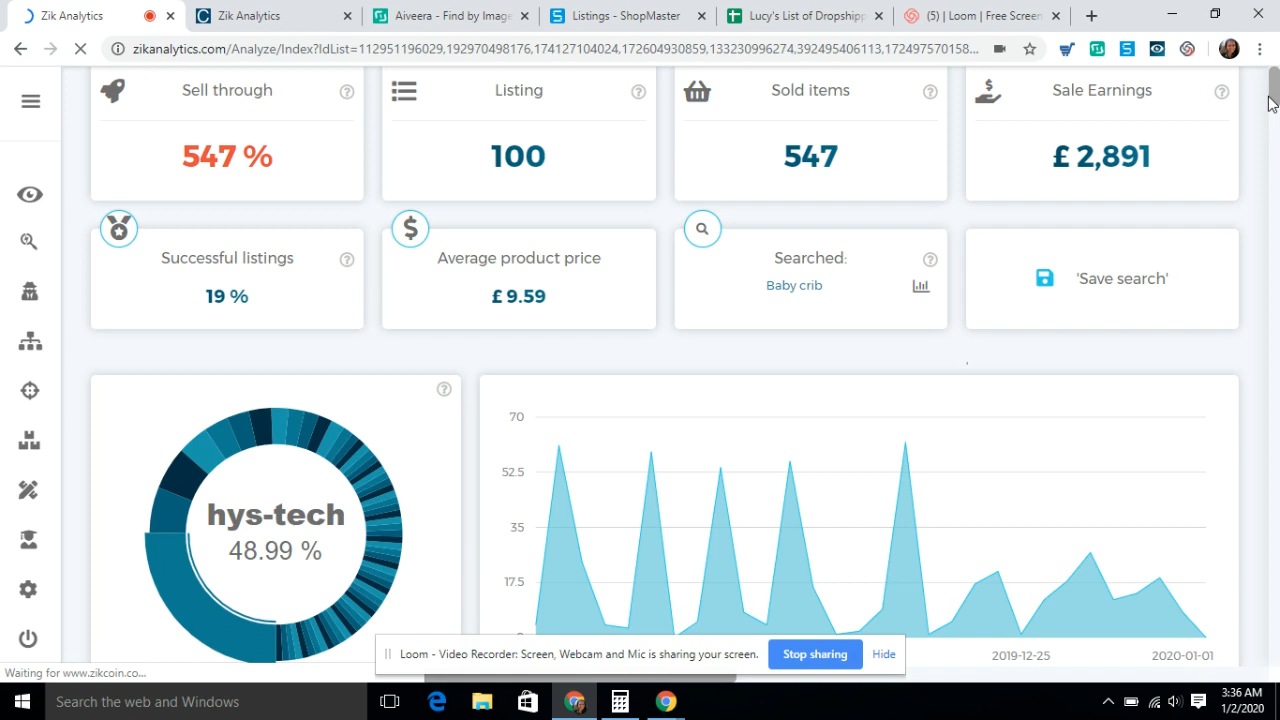 Zik Analytics
Zik Analytics
Aiveera - Find by Image
Listings - ShopMaster
Lucy's List of Dropshipp
(5) | Loom | Free Screen
zikanalytics.com/Analyze/Index?IdList=112951196029,192970498176,174127104024,172604930859,133230996274,392495406113,172497570158...
Sell through
Listing
Sold items
Sale Earnings
547 %
100
547
£ 2,891
Successful listings
Average product price
Searched:
'Save search'
19 %
£ 9.59
Baby crib
hys-tech
48.99 %
70
52.5
35
17.5
2019-12-25
2020-01-01
Loom - Video Recorder: Screen, Webcam and Mic is sharing your screen.
Stop sharing
Hide
Waiting for www.zikcoin.co...
Search the web and Windows
3:36 AM
1/2/2020